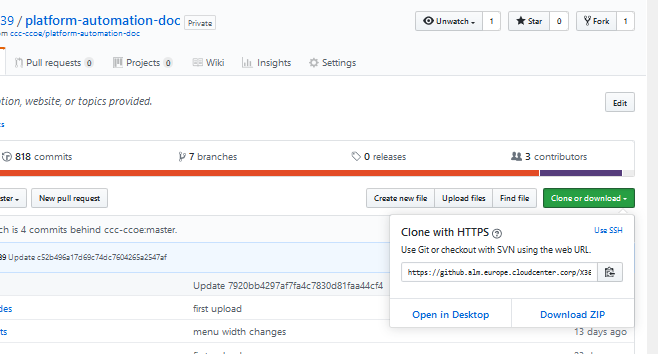 39 / platform-automation-doc Private
Unwatch 1
Star 0
Fork 1
om ccc-ccoe/platform-automation-doc
Pull requests 0
Projects 0
Wiki
Insights
Settings
tion, website, or topics provided.
Edit
cs
818 commits
7 branches
0 releases
3 contributors
ster
New pull request
Create new file
Upload files
Find file
Clone or download
ch is 4 commits behind ccc-ccoe:master.
Clone with HTTPS
Use SSH
Use Git or checkout with SVN using the web URL.
https://github.alm.europe.cloudcenter.corp/X36
Open in Desktop
Download ZIP
39 Update c52b496a17d69c74dc7604265a2547af
Update 7920bb4297af7fa4c7830d81faa44cf4
des
first upload
ts
menu width changes
13 days ago